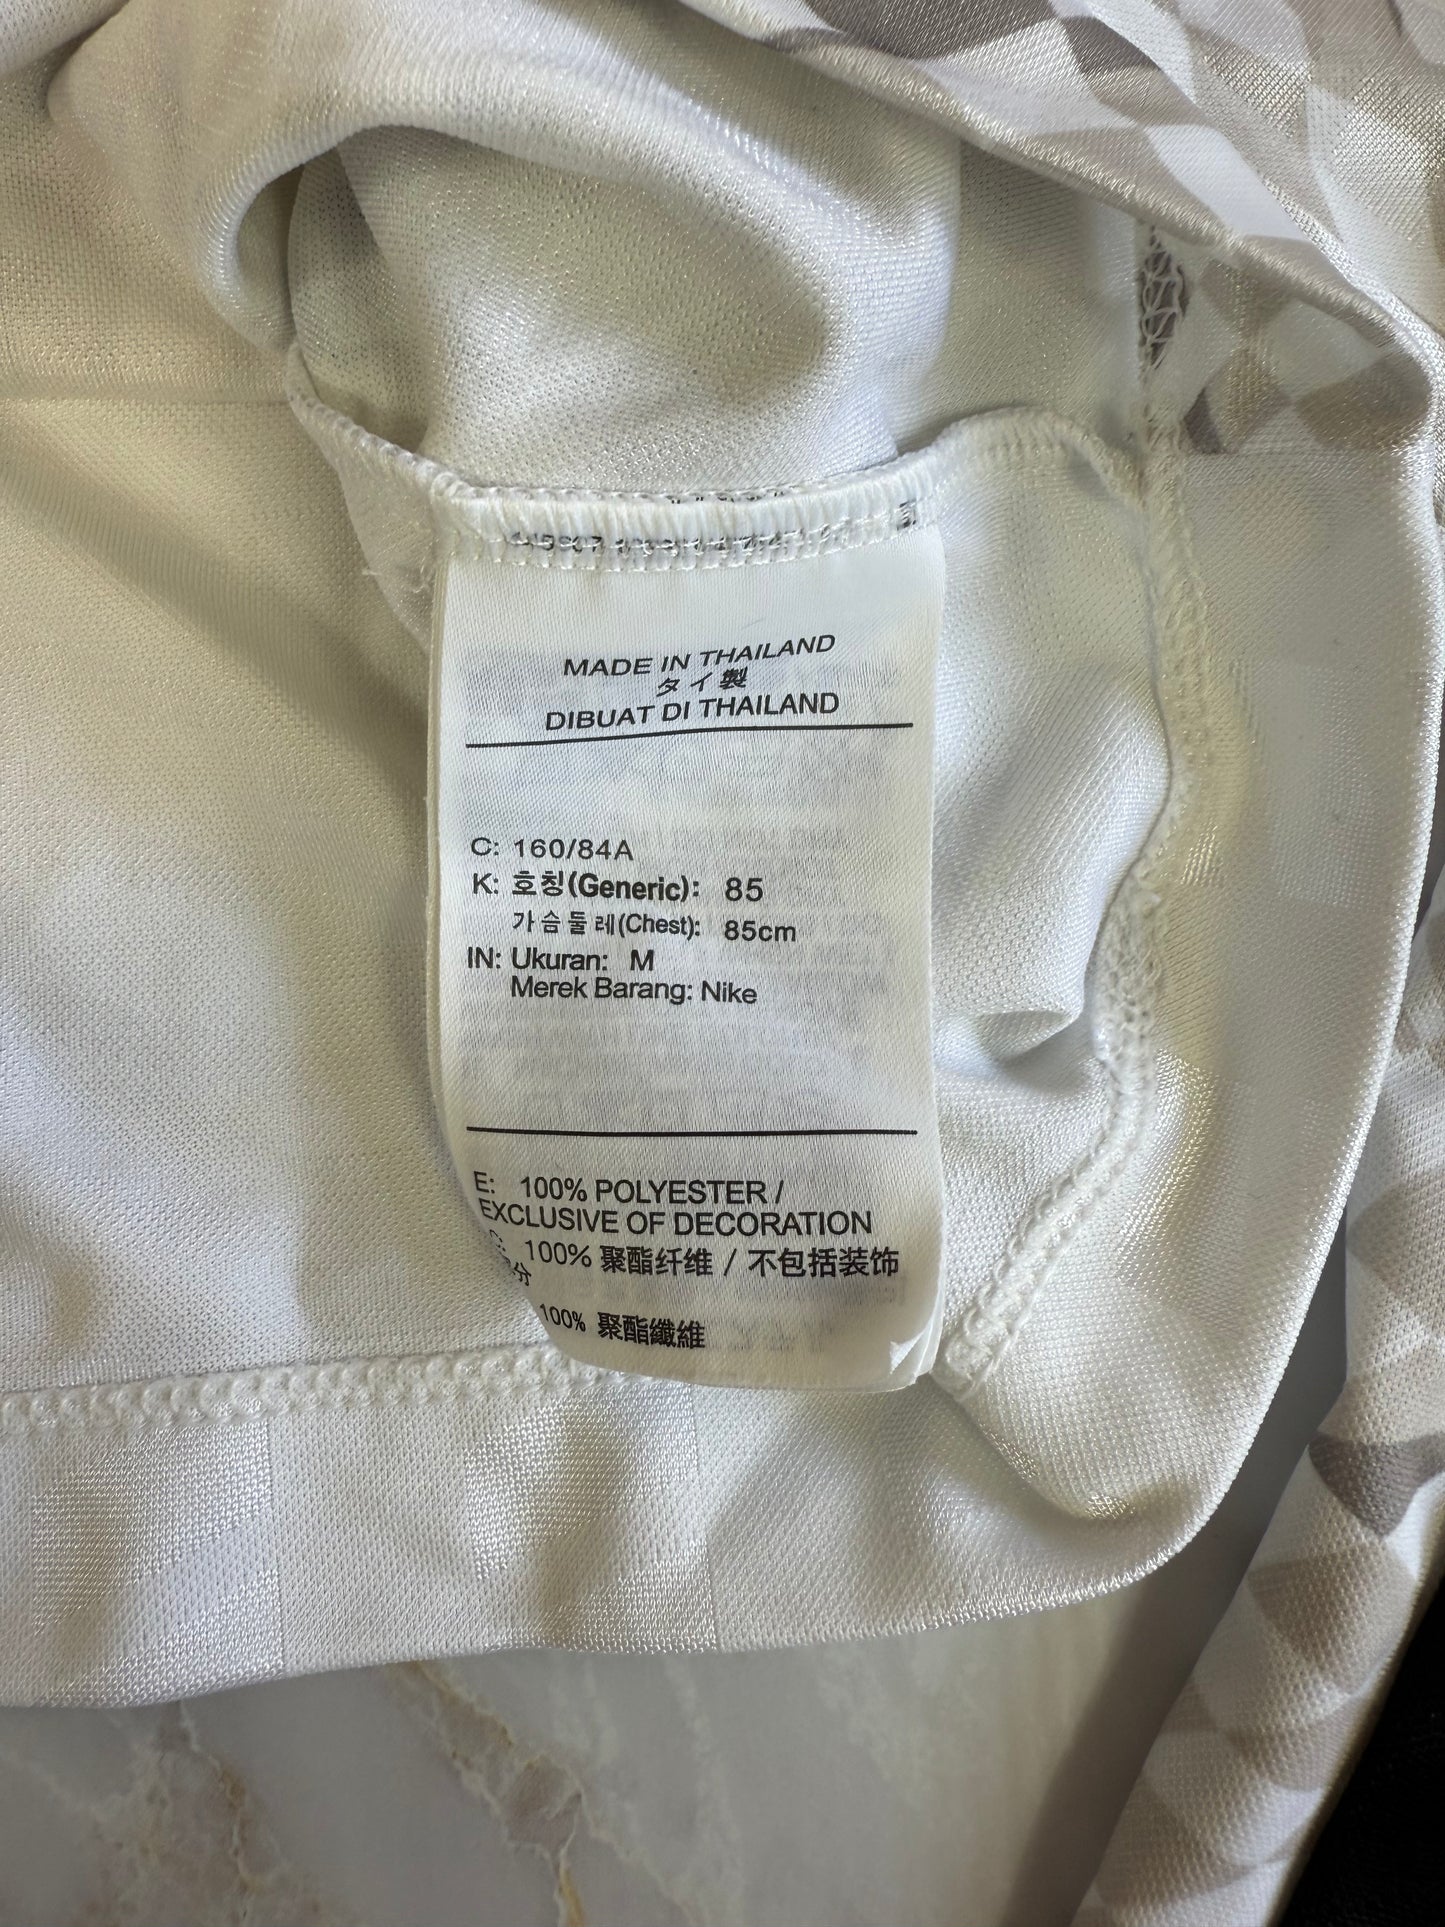 MADE IN THAILAND
タイ製
DIBUAT DI THAILAND
C: 160/84A
K: 호칭(Generic): 85
가슴둘레(Chest): 85cm
IN: Ukuran: M
Merek Barang: Nike
E: 100% POLYESTER /
EXCLUSIVE OF DECORATION
C: 100% 聚酯纤维 / 不包括装饰
部分
100% 聚酯纖維